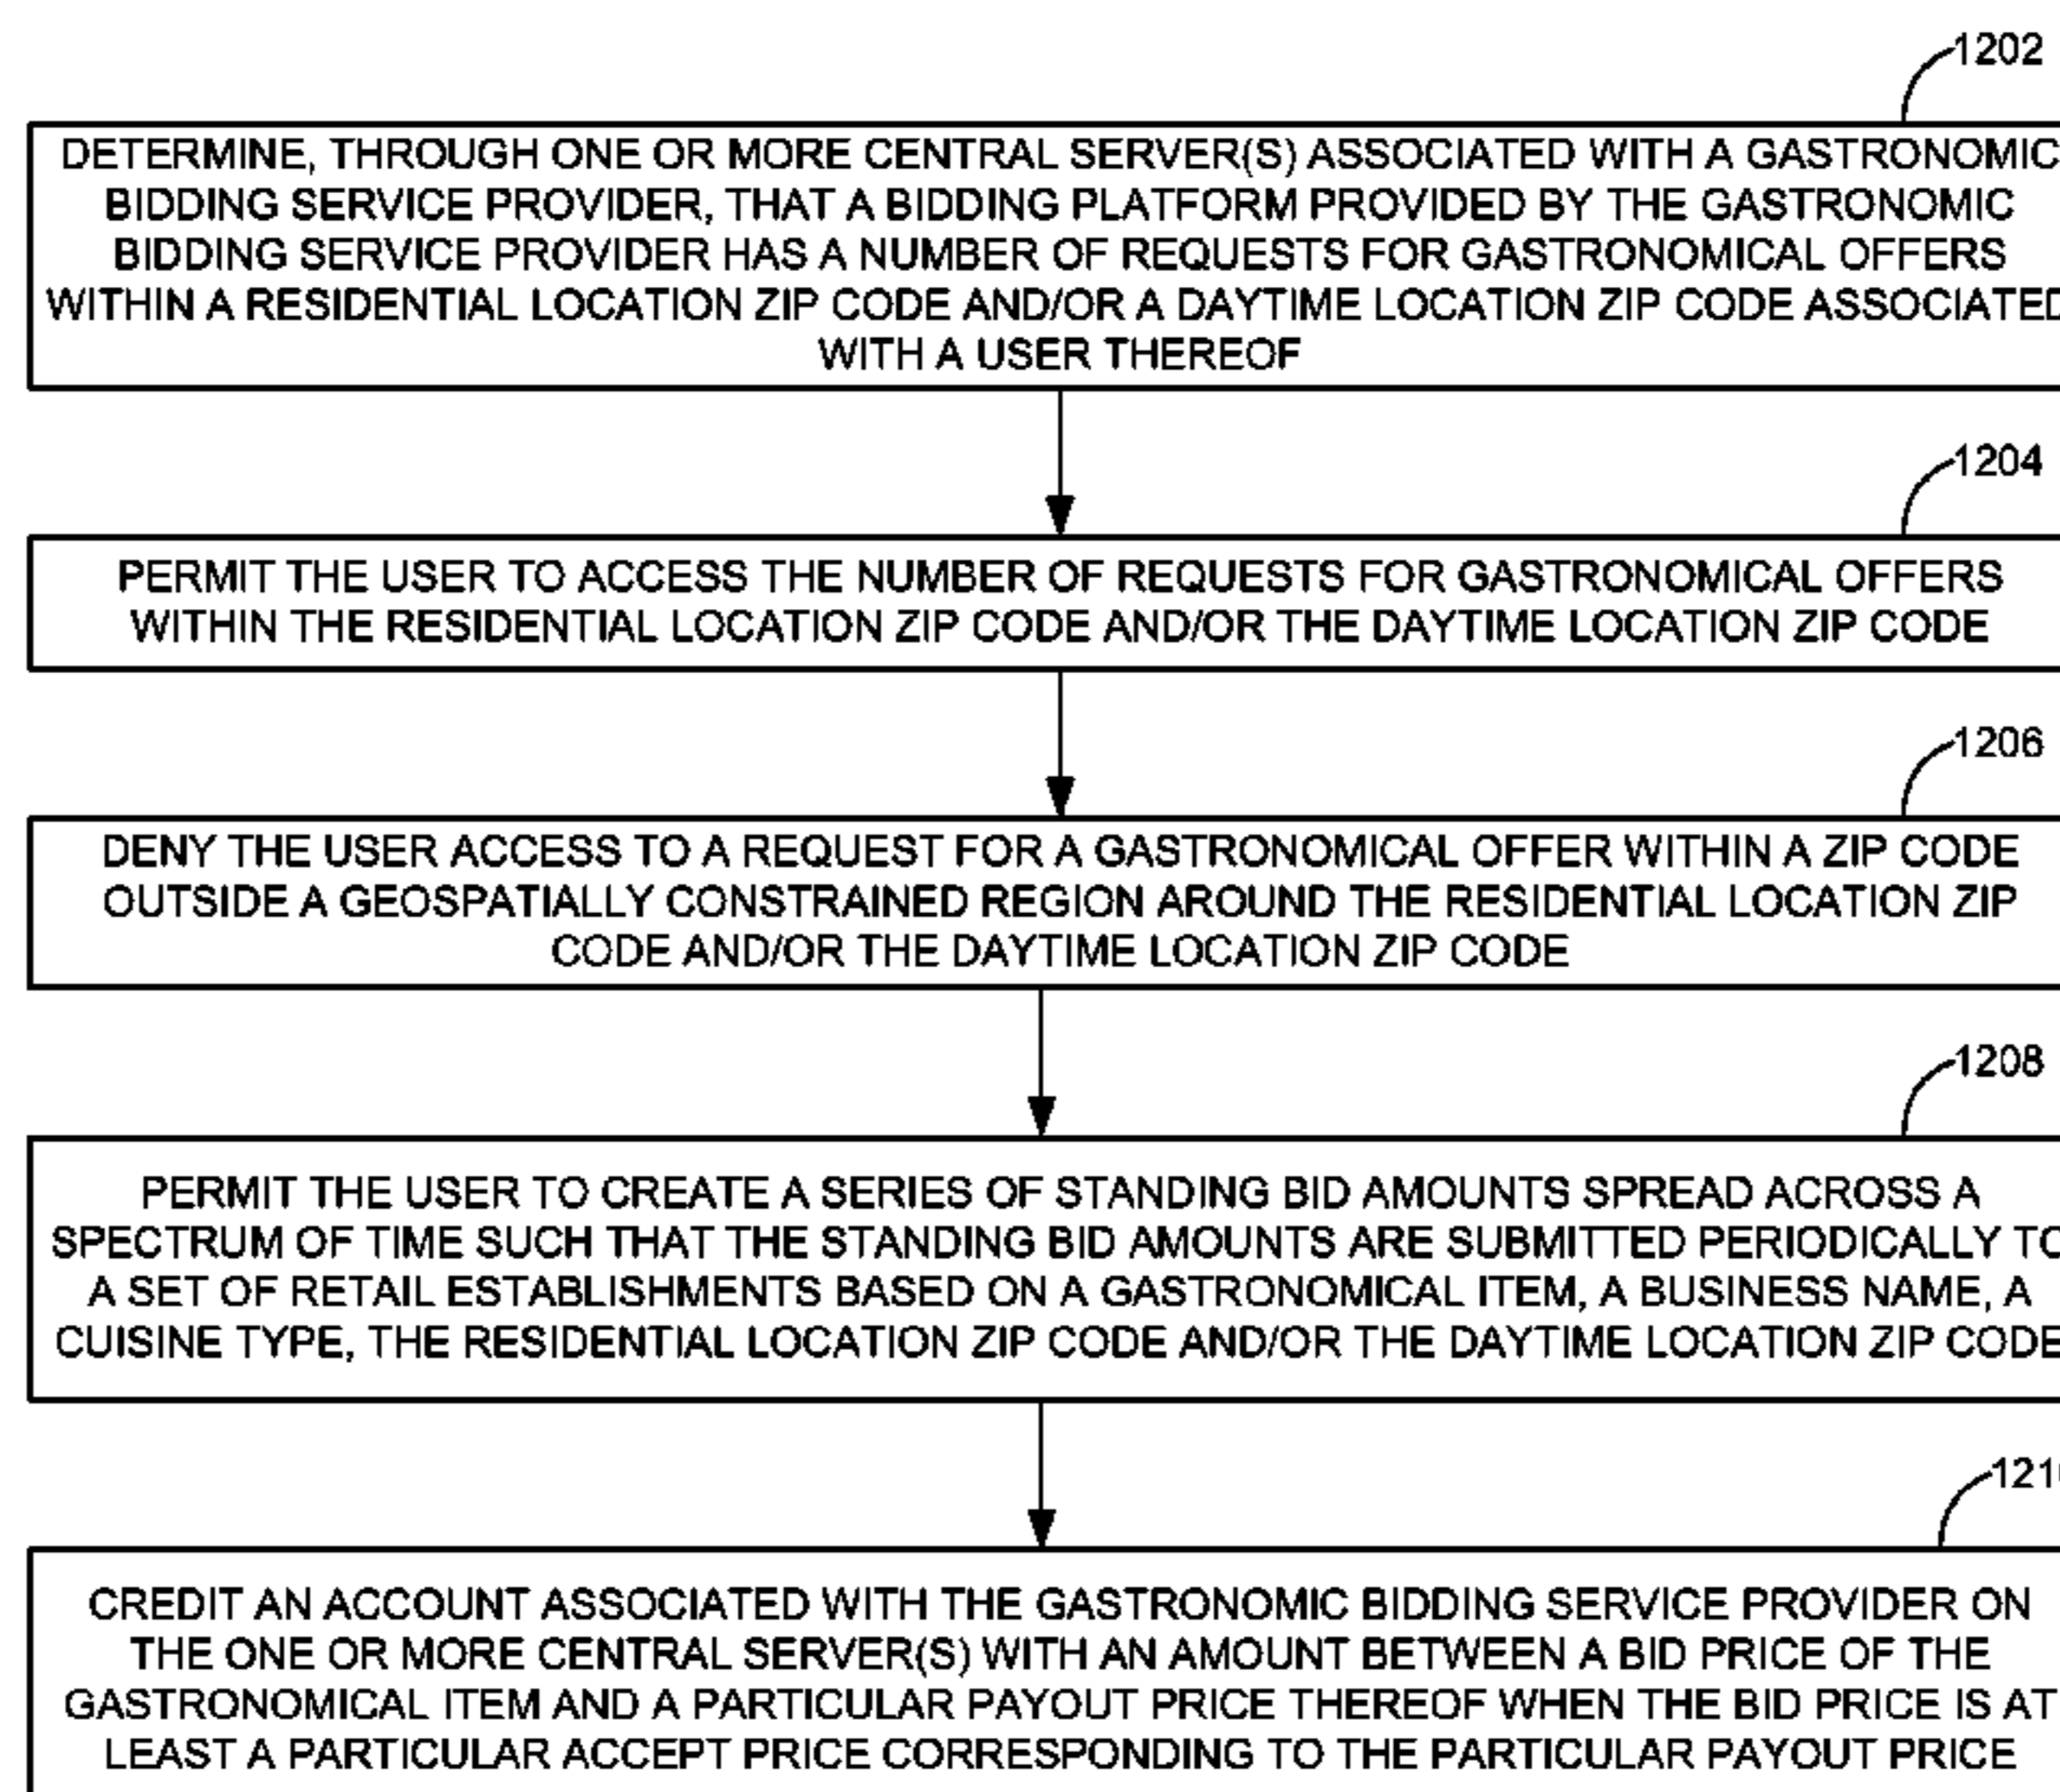 1202
DETERMINE, THROUGH ONE OR MORE CENTRAL SERVER(S) ASSOCIATED WITH A GASTRONOMIC
BIDDING SERVICE PROVIDER, THAT A BIDDING PLATFORM PROVIDED BY THE GASTRONOMIC
BIDDING SERVICE PROVIDER HAS A NUMBER OF REQUESTS FOR GASTRONOMICAL OFFERS
WITHIN A RESIDENTIAL LOCATION ZIP CODE AND/OR A DAYTIME LOCATION ZIP CODE ASSOCIATED
WITH A USER THEREOF
1204
PERMIT THE USER TO ACCESS THE NUMBER OF REQUESTS FOR GASTRONOMICAL OFFERS
WITHIN THE RESIDENTIAL LOCATION ZIP CODE AND/OR THE DAYTIME LOCATION ZIP CODE
1206
DENY THE USER ACCESS TO A REQUEST FOR A GASTRONOMICAL OFFER WITHIN A ZIP CODE
OUTSIDE A GEOSPATIALLY CONSTRAINED REGION AROUND THE RESIDENTIAL LOCATION ZIP
CODE AND/OR THE DAYTIME LOCATION ZIP CODE
1208
PERMIT THE USER TO CREATE A SERIES OF STANDING BID AMOUNTS SPREAD ACROSS A
SPECTRUM OF TIME SUCH THAT THE STANDING BID AMOUNTS ARE SUBMITTED PERIODICALLY TO
A SET OF RETAIL ESTABLISHMENTS BASED ON A GASTRONOMICAL ITEM, A BUSINESS NAME, A
CUISINE TYPE, THE RESIDENTIAL LOCATION ZIP CODE AND/OR THE DAYTIME LOCATION ZIP CODE
1210
CREDIT AN ACCOUNT ASSOCIATED WITH THE GASTRONOMIC BIDDING SERVICE PROVIDER ON
THE ONE OR MORE CENTRAL SERVER(S) WITH AN AMOUNT BETWEEN A BID PRICE OF THE
GASTRONOMICAL ITEM AND A PARTICULAR PAYOUT PRICE THEREOF WHEN THE BID PRICE IS AT
LEAST A PARTICULAR ACCEPT PRICE CORRESPONDING TO THE PARTICULAR PAYOUT PRICE